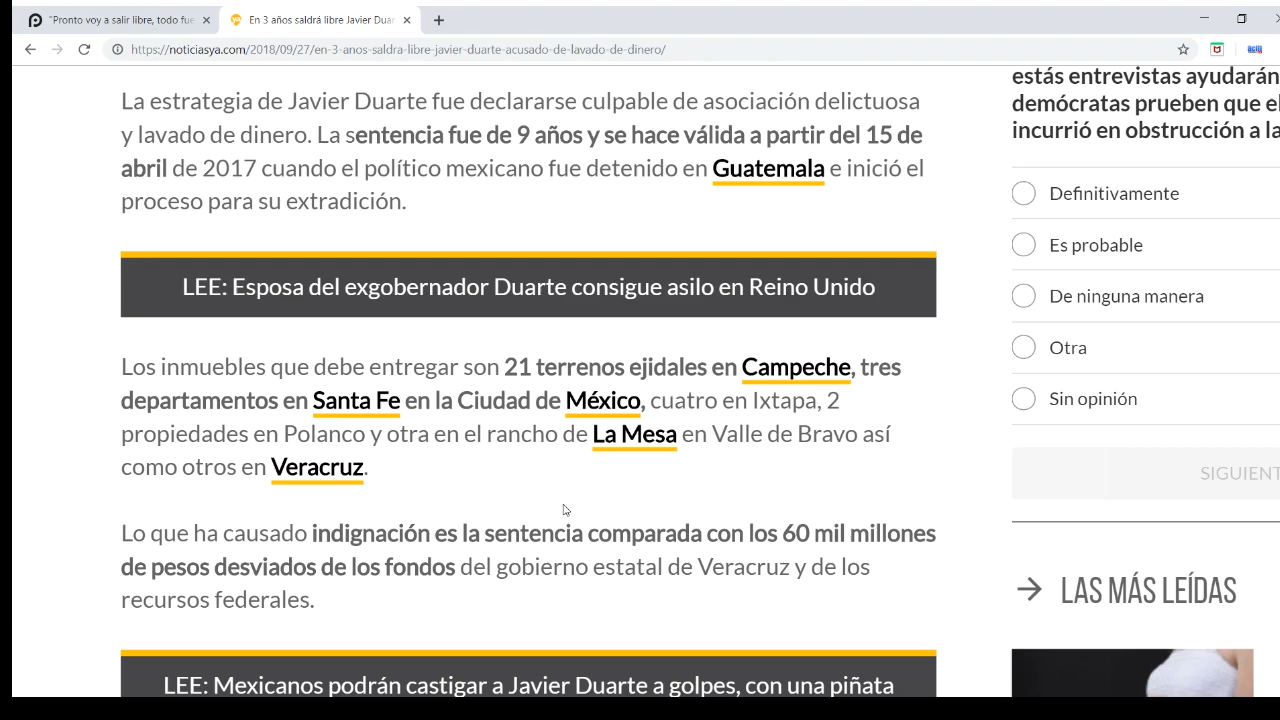 "Pronto voy a salir libre, todo fue
En 3 años saldrá libre Javier Duar
https://noticiasya.com/2018/09/27/en-3-anos-saldra-libre-javier-duarte-acusado-de-lavado-de-dinero/
La estrategia de Javier Duarte fue declararse culpable de asociación delictuosa
y lavado de dinero. La sentencia fue de 9 años y se hace válida a partir del 15 de
abril de 2017 cuando el político mexicano fue detenido en Guatemala e inició el
proceso para su extradición.
LEE: Esposa del exgobernador Duarte consigue asilo en Reino Unido
Los inmuebles que debe entregar son 21 terrenos ejidales en Campeche, tres
departamentos en Santa Fe en la Ciudad de México, cuatro en Ixtapa, 2
propiedades en Polanco y otra en el rancho de La Mesa en Valle de Bravo así
como otros en Veracruz.
Lo que ha causado indignación es la sentencia comparada con los 60 mil millones
de pesos desviados de los fondos del gobierno estatal de Veracruz y de los
recursos federales.
LEE: Mexicanos podrán castigar a Javier Duarte a golpes, con una piñata
estás entrevistas ayudarán
demócratas prueben que el
incurrió en obstrucción a la
Definitivamente
Es probable
De ninguna manera
Otra
Sin opinión
SIGUIENT
LAS MÁS LEÍDAS